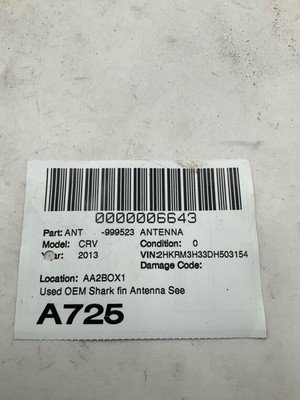 0000006643
Part: ANT -999523 ANTENNA
Model: CRV Condition: 0
Year: 2013 VIN:2HKRM3H33DH503154
Damage Code:
Location: AA2BOX1
Used OEM Shark fin Antenna See
A725